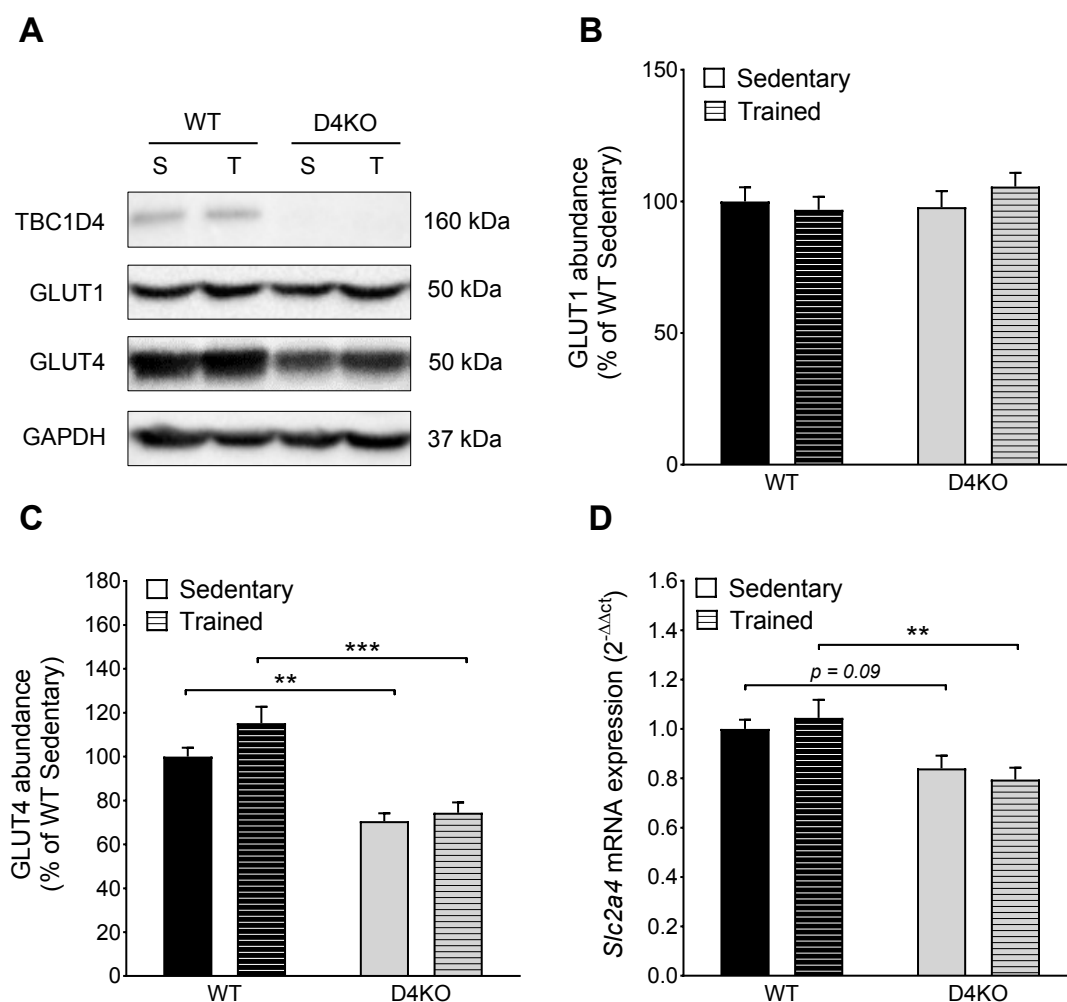 A
WT D4KO
S T S T
TBC1D4 160 kDa
GLUT1 50 kDa
GLUT4 50 kDa
GAPDH 37 kDa
B
GLUT1 abundance
(% of WT Sedentary)
150
100
50
0
Sedentary
Trained
WT D4KO
C
GLUT4 abundance
(% of WT Sedentary)
180
160
140
120
100
80
60
40
20
0
Sedentary
Trained
***
**
WT D4KO
D
Slc2a4 mRNA expression (2^-ΔΔct)
1.6
1.4
1.2
1.0
0.8
0.6
0.4
0.2
0.0
Sedentary
Trained
**
p = 0.09
WT D4KO